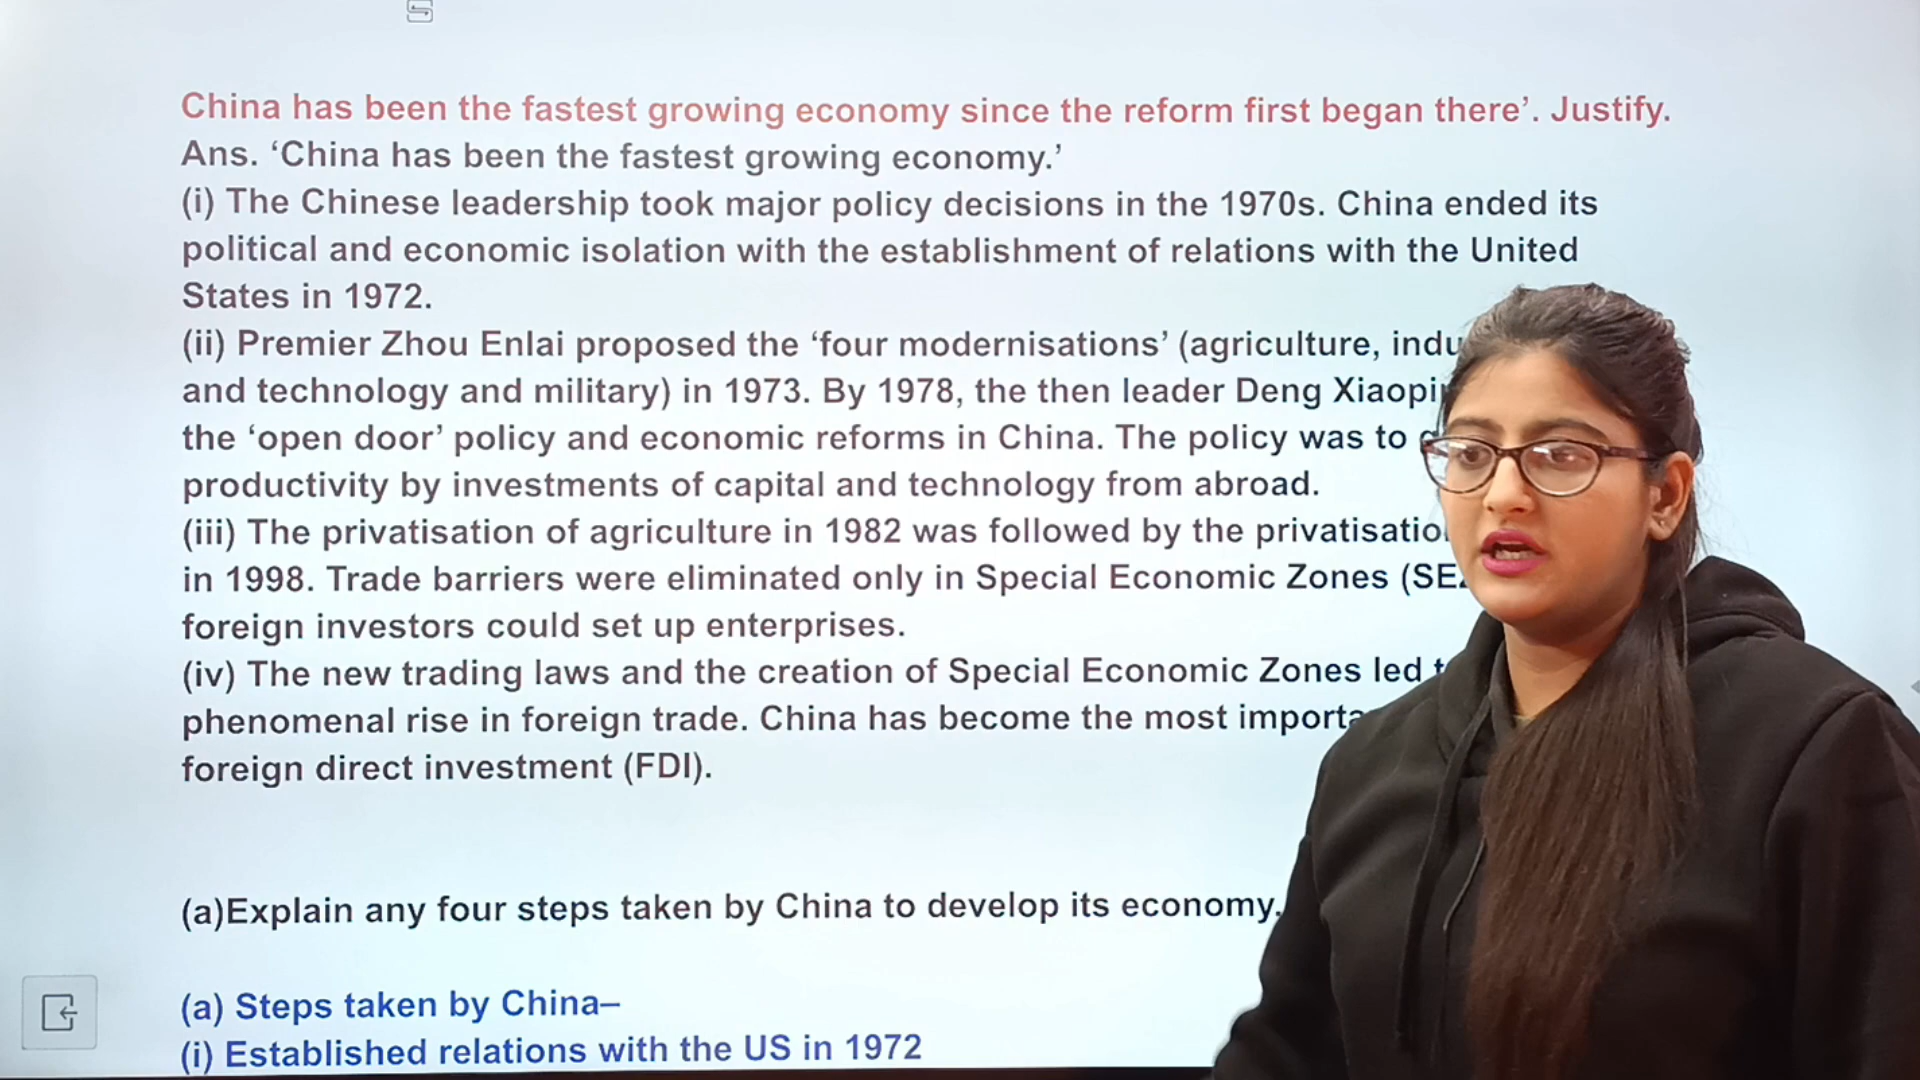 China has been the fastest growing economy since the reform first began there’. Justify.
Ans. ‘China has been the fastest growing economy.’
(i) The Chinese leadership took major policy decisions in the 1970s. China ended its
political and economic isolation with the establishment of relations with the United
States in 1972.
(ii) Premier Zhou Enlai proposed the ‘four modernisations’ (agriculture,
and technology and military) in 1973. By 1978, the then leader Deng
the ‘open door’ policy and economic reforms in China. The policy was to
productivity by investments of capital and technology from abroad.
(iii) The privatisation of agriculture in 1982 was followed by the
in 1998. Trade barriers were eliminated only in Special Economic Zones
foreign investors could set up enterprises.
(iv) The new trading laws and the creation of Special Economic Zones led
phenomenal rise in foreign trade. China has become the most
foreign direct investment (FDI).
(a)Explain any four steps taken by China to develop its economy.
(a) Steps taken by China–
(i) Established relations with the US in 1972